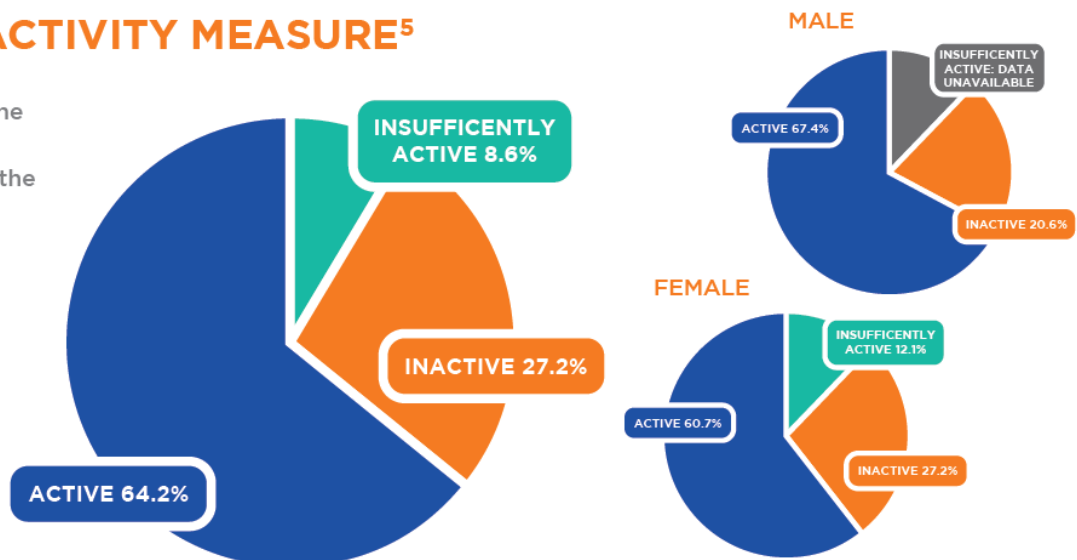 ACTIVITY MEASURE⁵
the
INSUFFICENTLY
ACTIVE 8.6%
INACTIVE 27.2%
ACTIVE 64.2%
MALE
INSUFFICENTLY
ACTIVE: DATA
UNAVAILABLE
ACTIVE 67.4%
INACTIVE 20.6%
FEMALE
INSUFFICENTLY
ACTIVE 12.1%
ACTIVE 60.7%
INACTIVE 27.2%